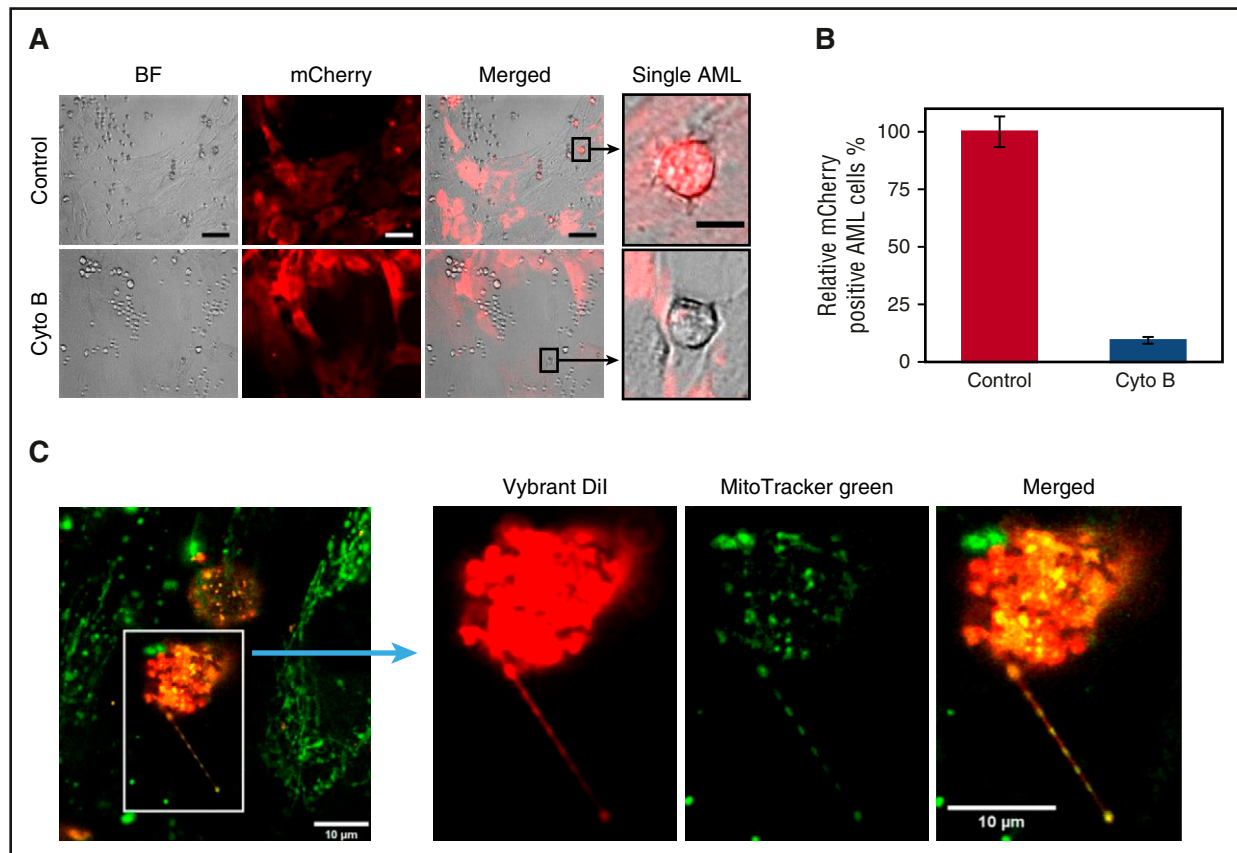 A
BF
mCherry
Merged
Single AML
Control
Cyto B
B
Relative mCherry
positive AML cells %
100
75
50
25
0
Control
Cyto B
C
Vybrant DiI
MitoTracker green
Merged
10 µm
10 µm